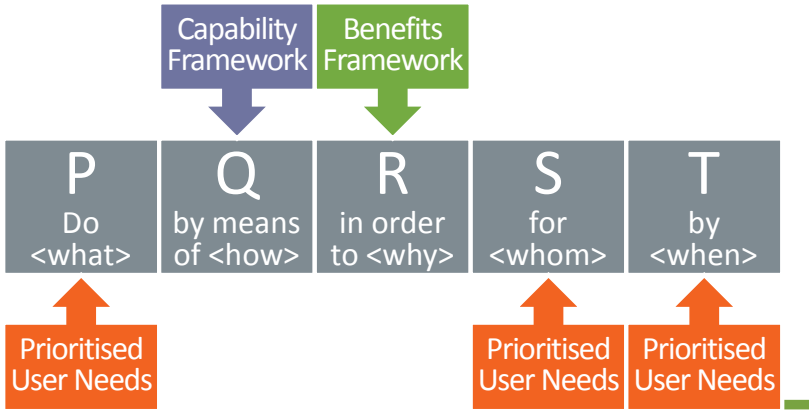 Capability
Framework
Benefits
Framework
P
Do
<what>
Q
by means
of <how>
R
in order
to <why>
S
for
<whom>
T
by
<when>
Prioritised
User Needs
Prioritised
User Needs
Prioritised
User Needs